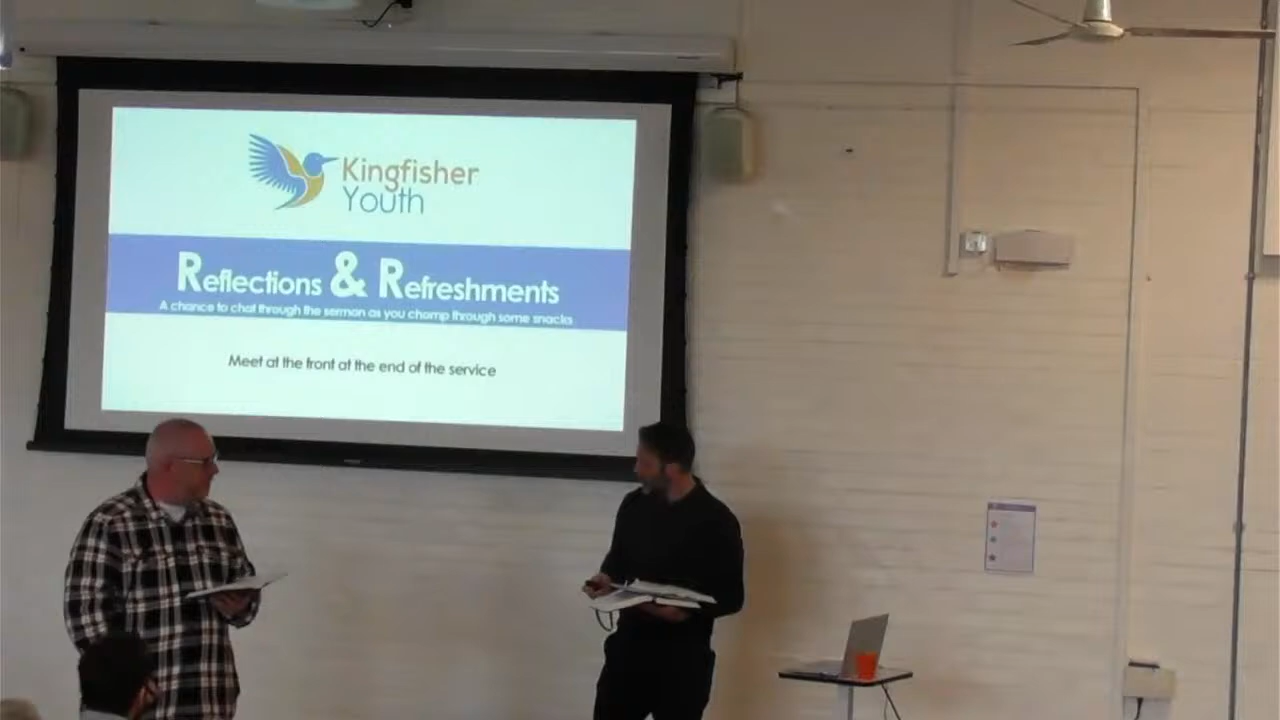 Kingfisher
Youth
Reflections & Refreshments
A chance to chat through the sermon as you chomp through some snacks
Meet at the front at the end of the service